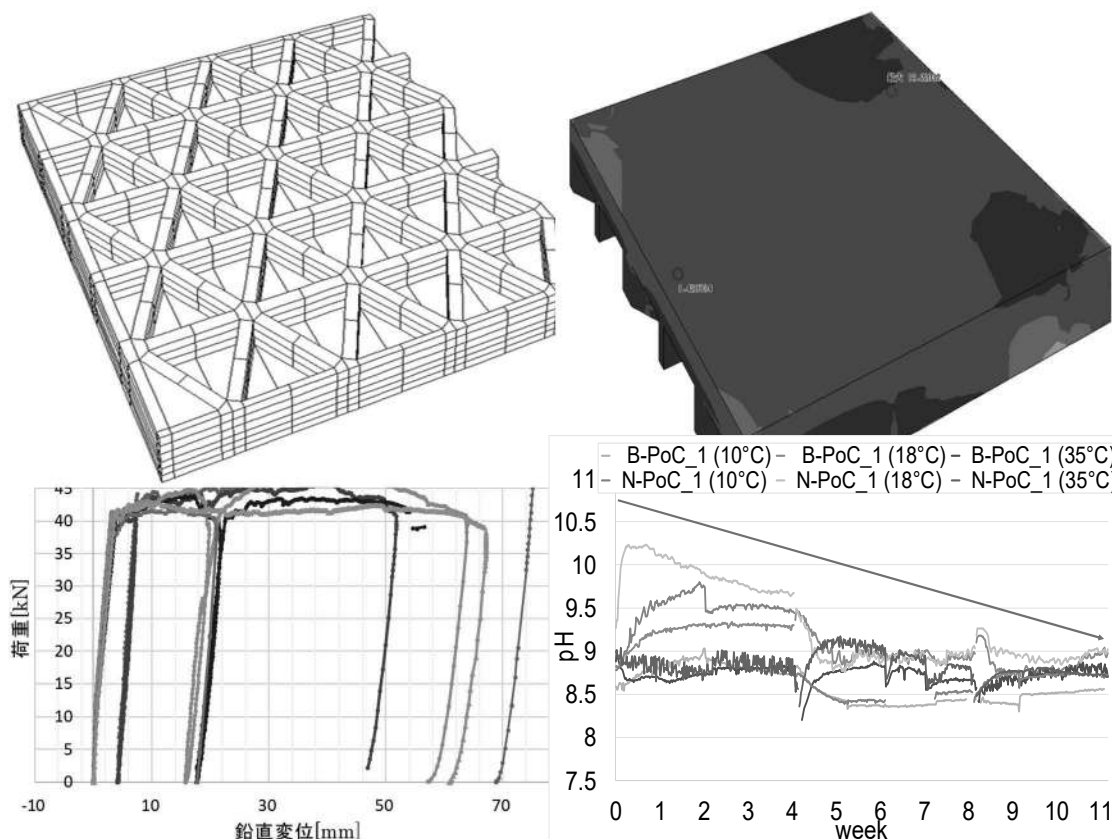 B-PoC_1 (10°C)
B-PoC_1 (18°C)
B-PoC_1 (35°C)
N-PoC_1 (10°C)
N-PoC_1 (18°C)
N-PoC_1 (35°C)
45
40
35
30
25
20
15
10
5
0
荷重[kN]
-10 10 30 50 70
鉛直変位[mm]
11
10.5
10
9.5
9
8.5
8
7.5
pH
0 1 2 3 4 5 6 7 8 9 10 11
week